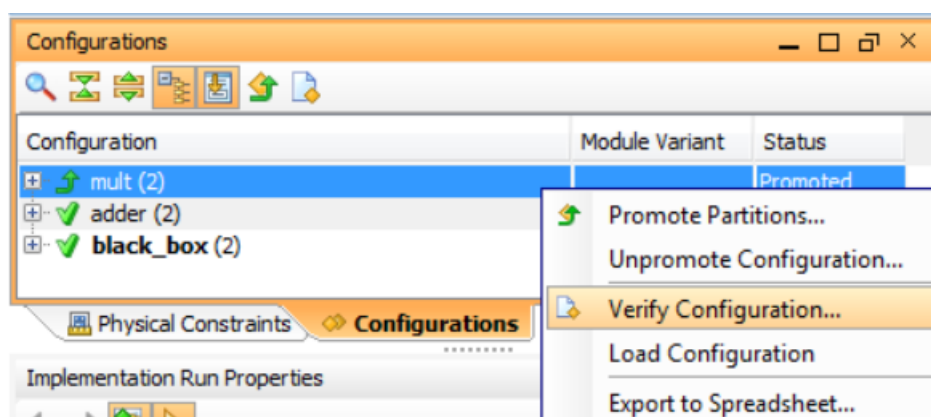 Configurations
Configuration Module Variant Status
mult (2) Promoted
adder (2)
black_box (2)
Promote Partitions...
Unpromote Configuration...
Verify Configuration...
Load Configuration
Export to Spreadsheet...
Physical Constraints Configurations
Implementation Run Properties